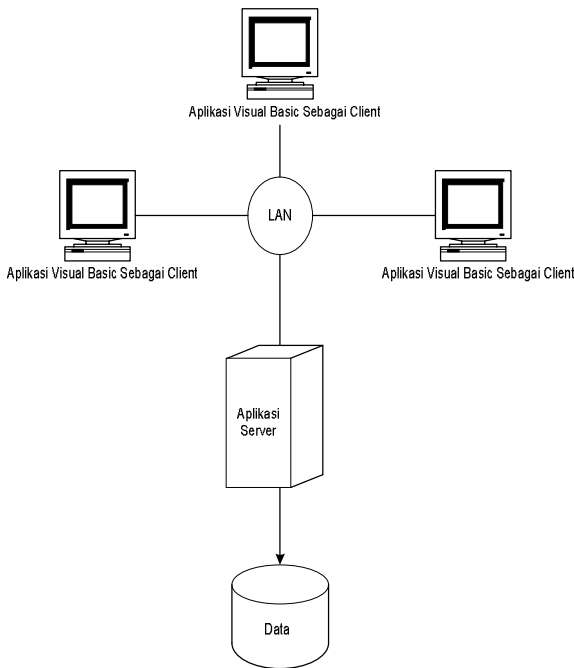 Aplikasi Visual Basic Sebagai Client
LAN
Aplikasi Visual Basic Sebagai Client
Aplikasi Visual Basic Sebagai Client
Aplikasi
Server
Data